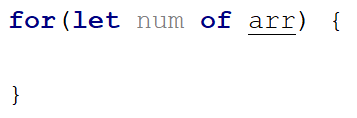 for(let num of arr) {
}